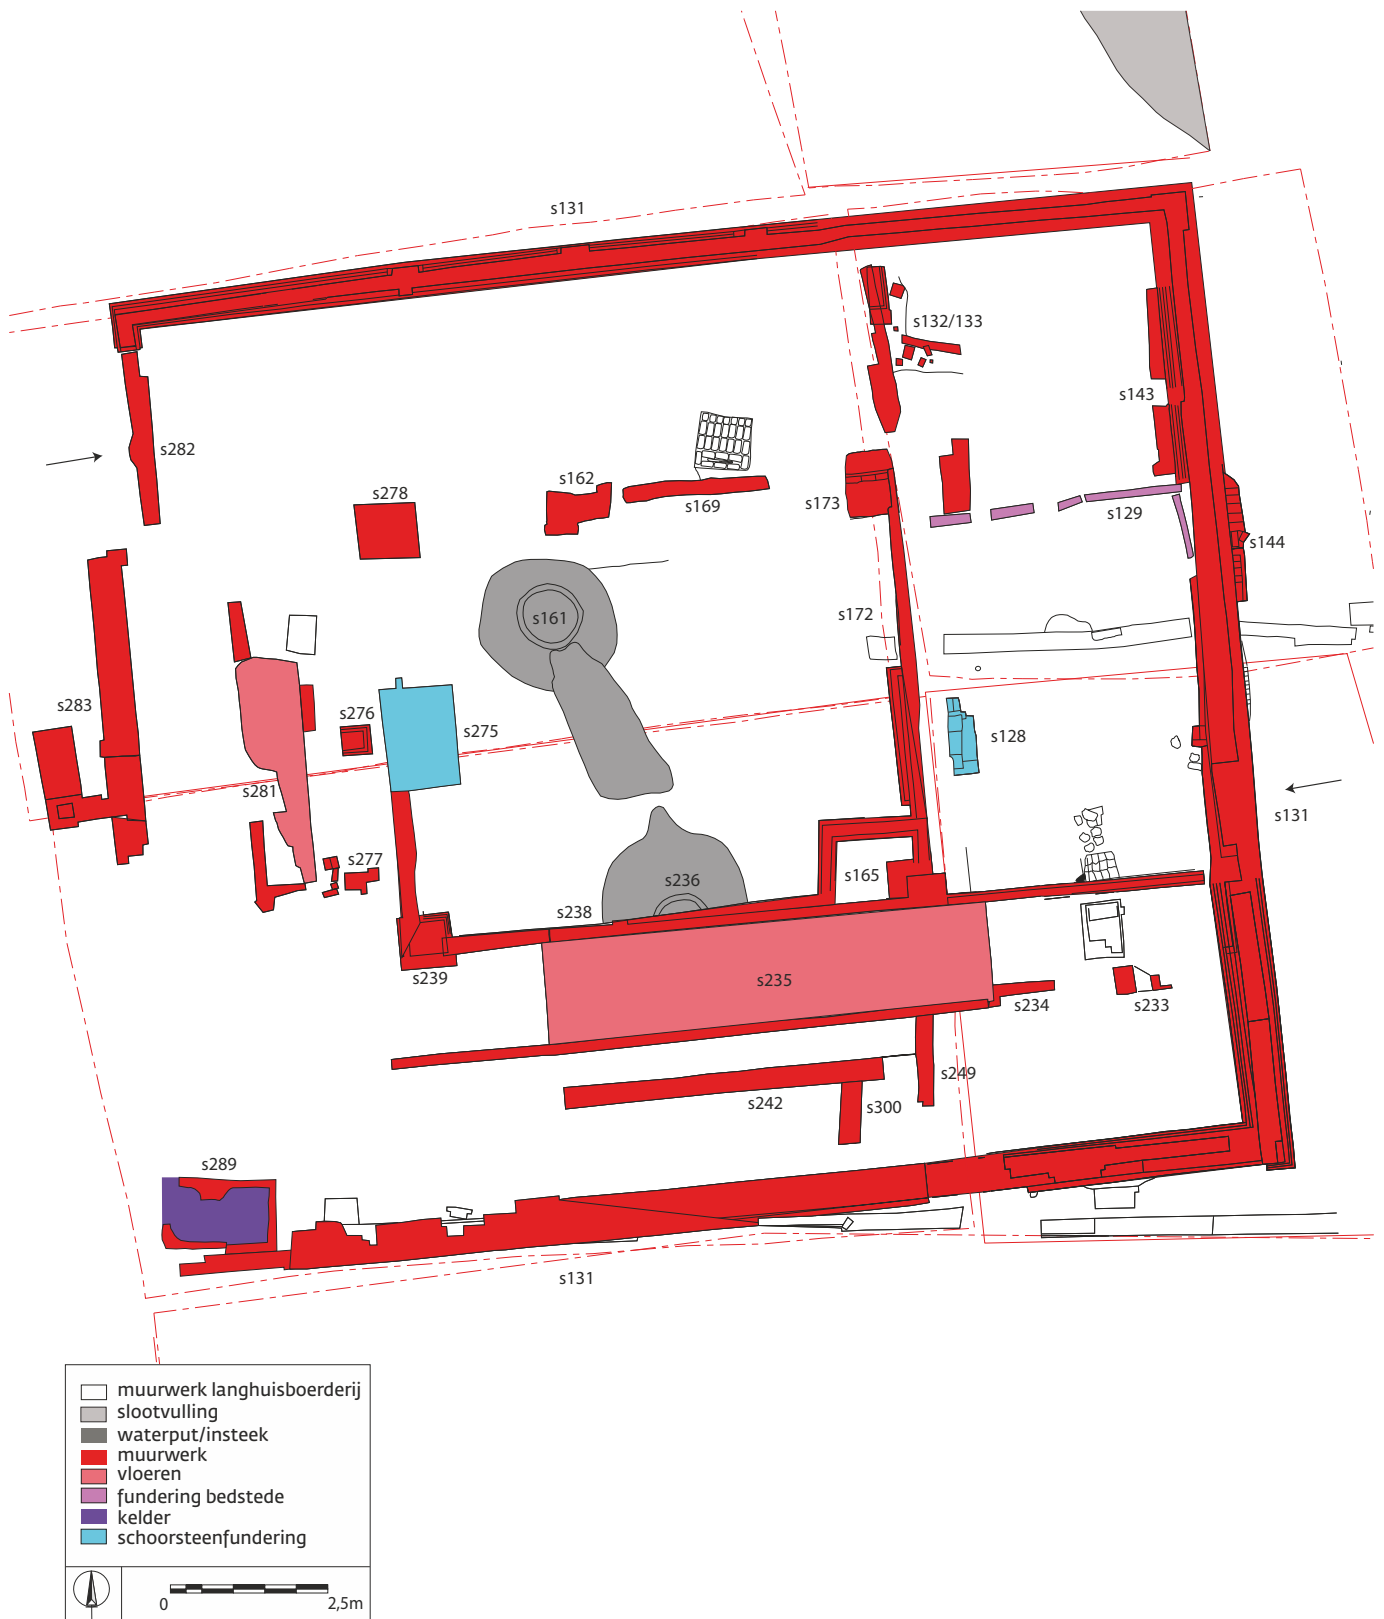 s131
s132/133
s143
s282
s278
s162
s169
s173
s129
s144
s161
s172
s283
s276
s275
s128
s281
s131
s277
s165
s236
s238
s239
s235
s234
s233
s249
s242
s300
s289
s131
muurwerk langhuisboerderij
slootvulling
waterput/insteek
muurwerk
vloeren
fundering bedstede
kelder
schoorsteenfundering
0 2,5m